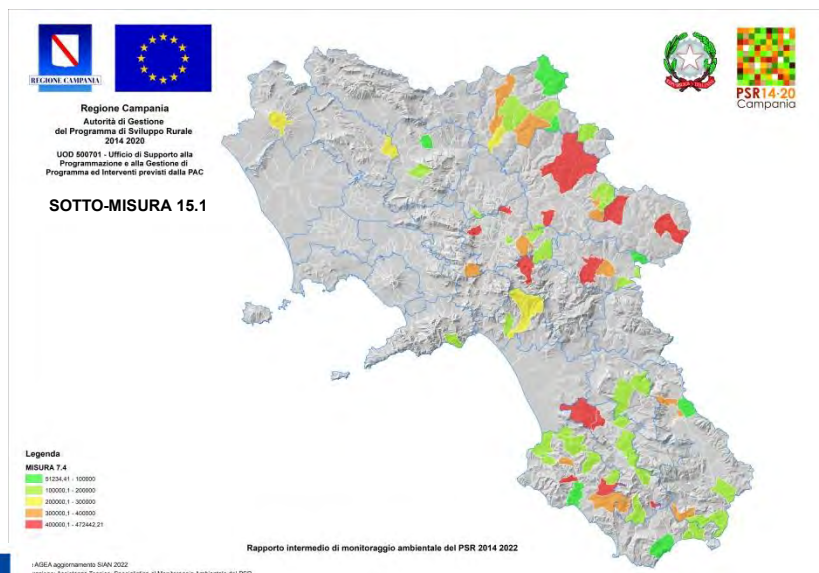 REGIONE CAMPANIA
Regione Campania
Autorità di Gestione
del Programma di Sviluppo Rurale
2014 2020
UOD 500701 - Ufficio di Supporto alla
Programmazione e alla Gestione di
Programma ed Interventi previsti dalla PAC
SOTTO-MISURA 15.1
PSR14·20
Campania
Legenda
MISURA 7.4
51234,41 - 100000
100000,1 - 200000
200000,1 - 300000
300000,1 - 400000
400000,1 - 472442,21
Rapporto intermedio di monitoraggio ambientale del PSR 2014 2022
AGEA aggiornamento SIAN 2022